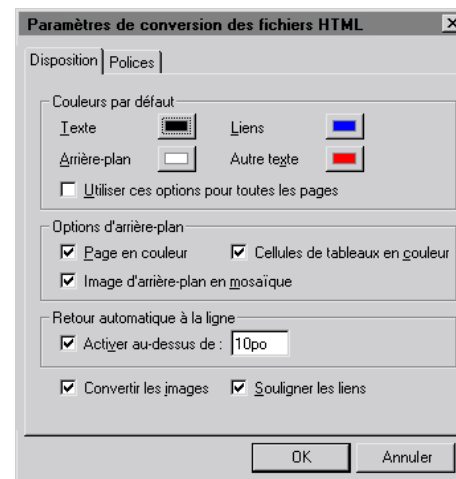 Paramètres de conversion des fichiers HTML
Disposition Polices
Couleurs par défaut
Texte Liens
Arrière-plan Autre texte
Utiliser ces options pour toutes les pages
Options d'arrière-plan
Page en couleur Cellules de tableaux en couleur
Image d'arrière-plan en mosaïque
Retour automatique à la ligne
Activer au-dessus de : 10po
Convertir les images Souligner les liens
OK Annuler